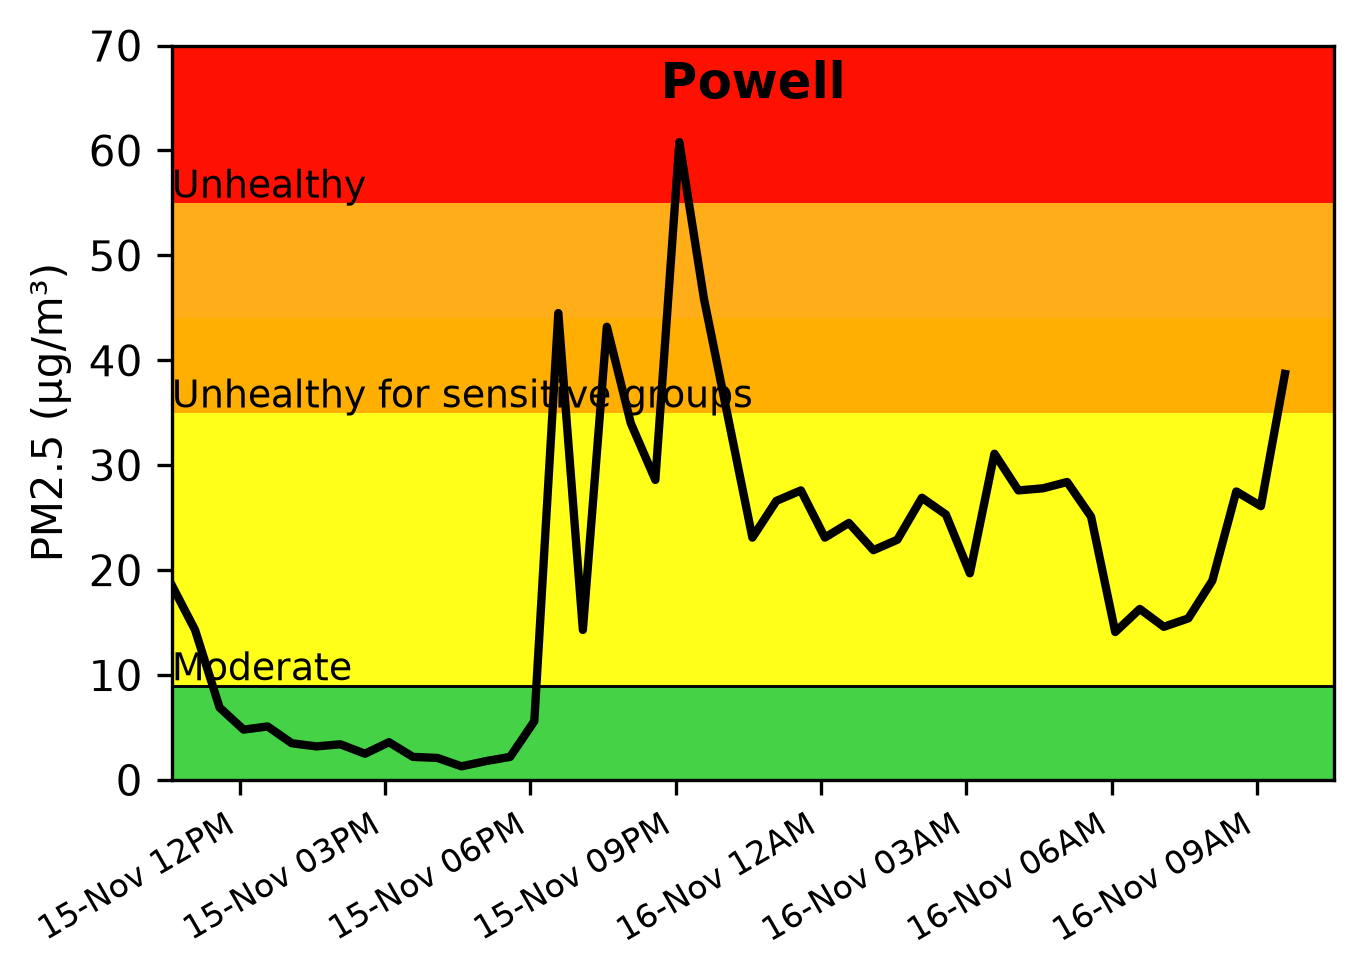 Powell
70
60
Unhealthy
50
40
Unhealthy for sensitive groups
30
20
Moderate
10
0
PM2.5 (µg/m³)
15-Nov 12PM
15-Nov 03PM
15-Nov 06PM
15-Nov 09PM
16-Nov 12AM
16-Nov 03AM
16-Nov 06AM
16-Nov 09AM